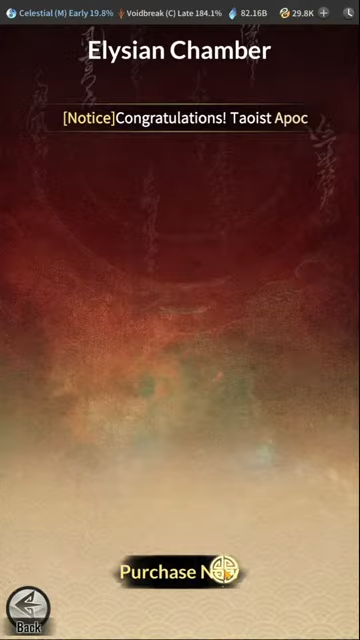 Celestial (M) Early 19.8% Voidbreak (C) Late 184.1% 82.16B 29.8K
Elysian Chamber
[Notice]Congratulations! Taoist Apoc
Purchase N
Back